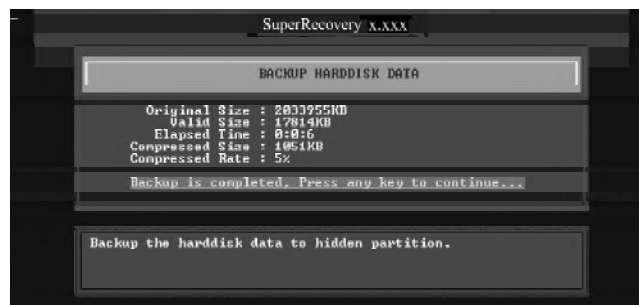 SuperRecovery x.xxx
BACKUP HARDDISK DATA
Original Size : 2033955KB
Valid Size : 17814KB
Elapsed Time : 0:0:6
Compressed Size : 1051KB
Compressed Rate : 5%
Backup is completed, Press any key to continue...
Backup the harddisk data to hidden partition.